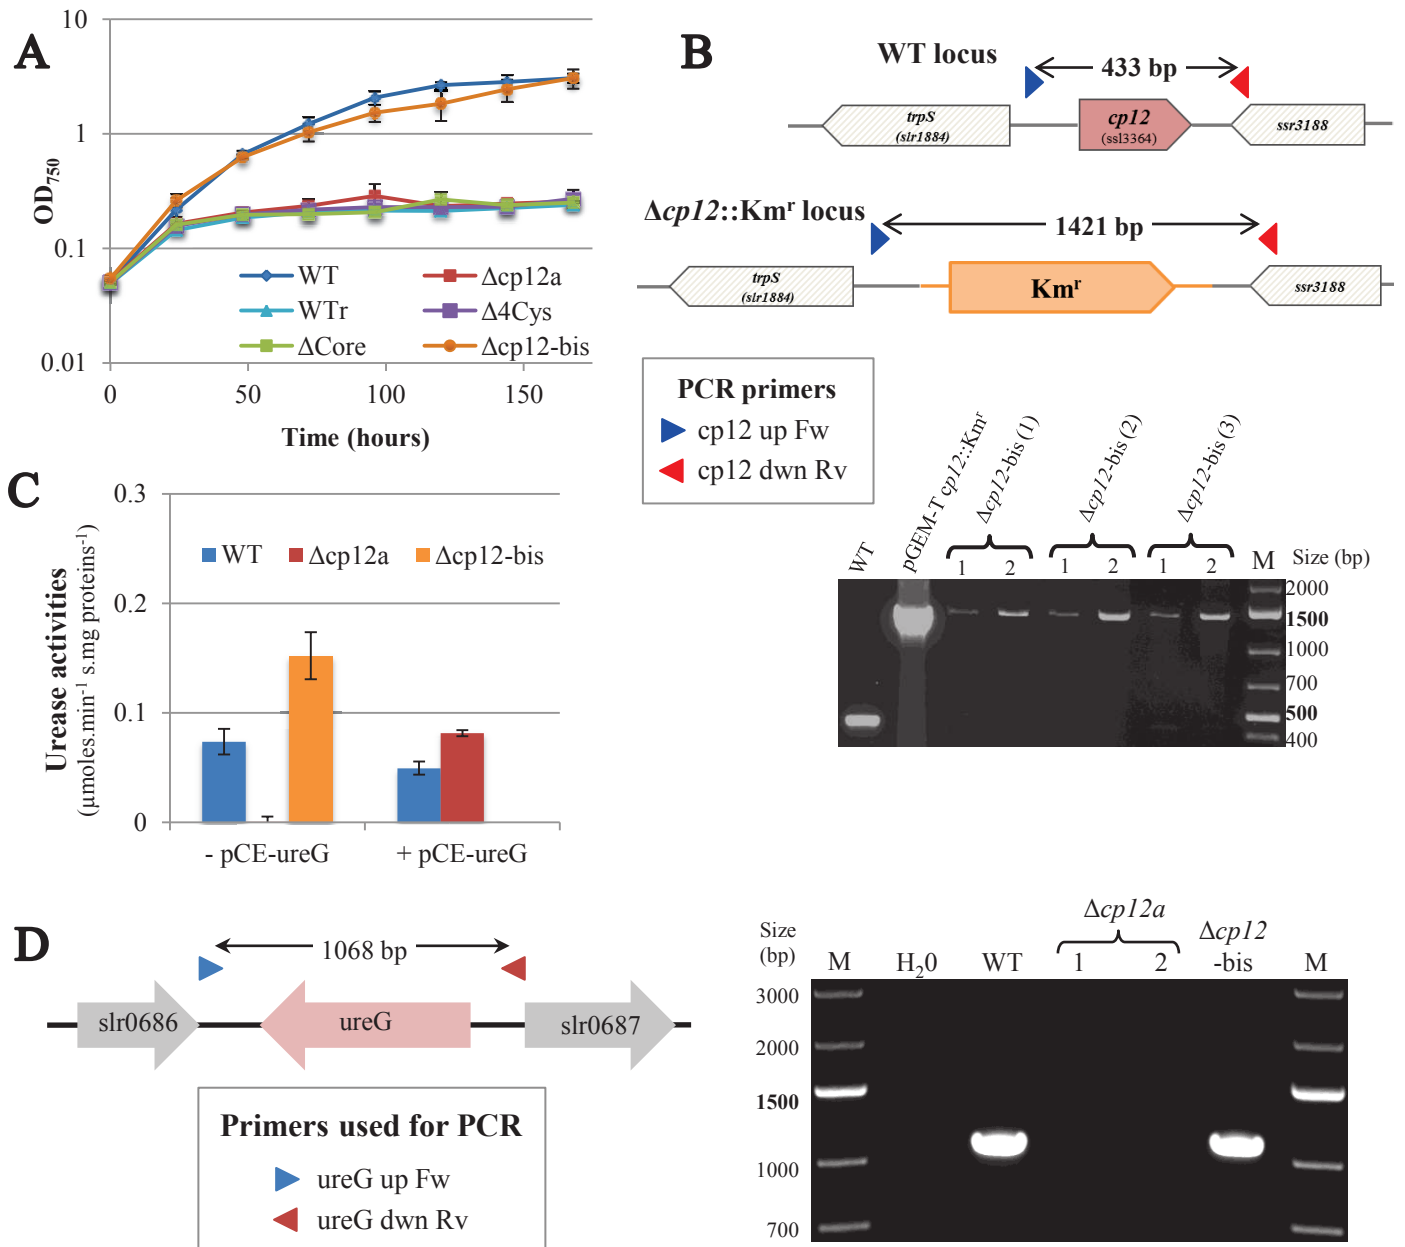 A
10
1
0.1
0.01
OD750
0
50
100
150
Time (hours)
WT
Δcp12a
WTr
Δ4Cys
ΔCore
Δcp12-bis
B
WT locus
433 bp
trpS
(slr1884)
cp12
(ssl3364)
ssr3188
Δcp12::Kmr locus
1421 bp
trpS
(slr1884)
Kmr
ssr3188
PCR primers
cp12 up Fw
cp12 dwn Rv
WT
pGEM-T cp12::Kmr
Δcp12-bis (1)
Δcp12-bis (2)
Δcp12-bis (3)
1 2 1 2 1 2 M Size (bp)
2000
1500
1000
700
500
400
C
0.3
0.2
0.1
0
Urease activities
(µmoles.min-1 s.mg proteins-1)
WT
Δcp12a
Δcp12-bis
- pCE-ureG
+ pCE-ureG
D
1068 bp
slr0686
ureG
slr0687
Primers used for PCR
ureG up Fw
ureG dwn Rv
Size
(bp)
M
H20
WT
Δcp12a
1 2
Δcp12
-bis
M
3000
2000
1500
1000
700